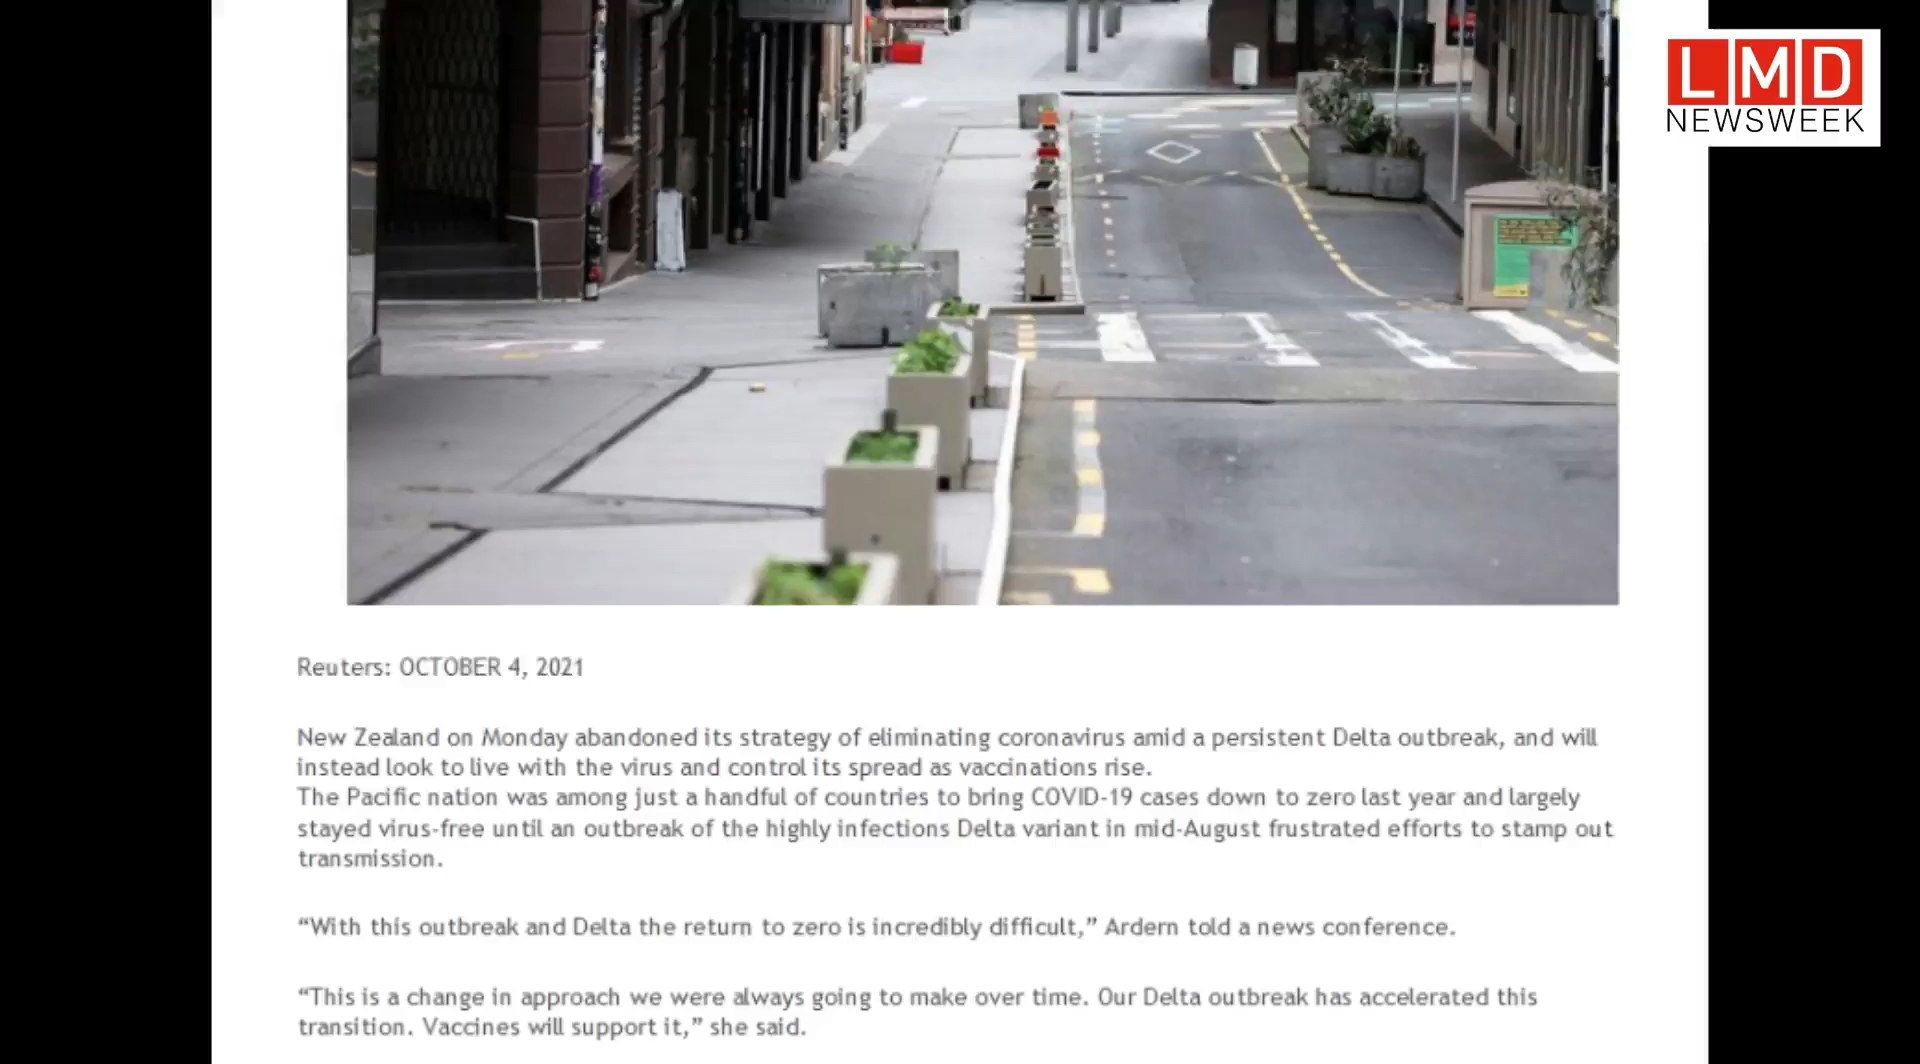 LMD
NEWSWEEK
Reuters: OCTOBER 4, 2021
New Zealand on Monday abandoned its strategy of eliminating coronavirus amid a persistent Delta outbreak, and will
instead look to live with the virus and control its spread as vaccinations rise.
The Pacific nation was among just a handful of countries to bring COVID-19 cases down to zero last year and largely
stayed virus-free until an outbreak of the highly infections Delta variant in mid-August frustrated efforts to stamp out
transmission.
“With this outbreak and Delta the return to zero is incredibly difficult,” Ardern told a news conference.
“This is a change in approach we were always going to make over time. Our Delta outbreak has accelerated this
transition. Vaccines will support it,” she said.